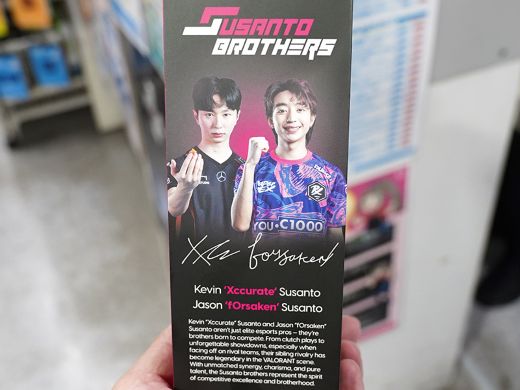 SUSANTO
BROTHERS
YOU·C1000
Xcc forsaken
Kevin "Xccurate" Susanto
Jason "f0rsaken" Susanto
Kevin "Xccurate" Susanto and Jason "f0rsaken"
Susanto aren't just elite esports pros — they're
brothers born to compete. From clutch plays to
unforgettable showdowns, especially when
facing off on rival teams, their sibling rivalry has
become legendary in the VALORANT scene.
With unmatched synergy, charisma, and pure
talent, the Susanto brothers represent the spirit
of competitive excellence and brotherhood.